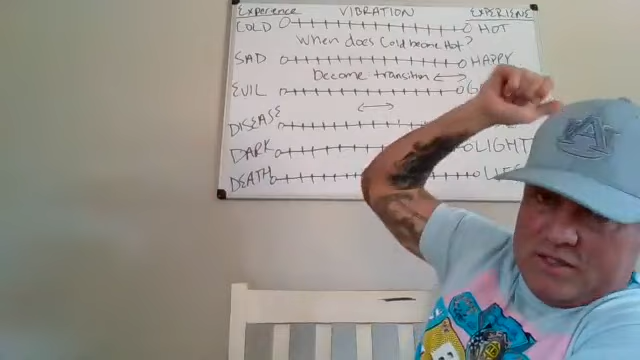 Experience VIBRATION EXPERIENE
COLD HOT
When does Cold become Hot?
SAD HAPPY
become transition
EVIL
DISEASE
DARK LIGHT
DEATH
AU